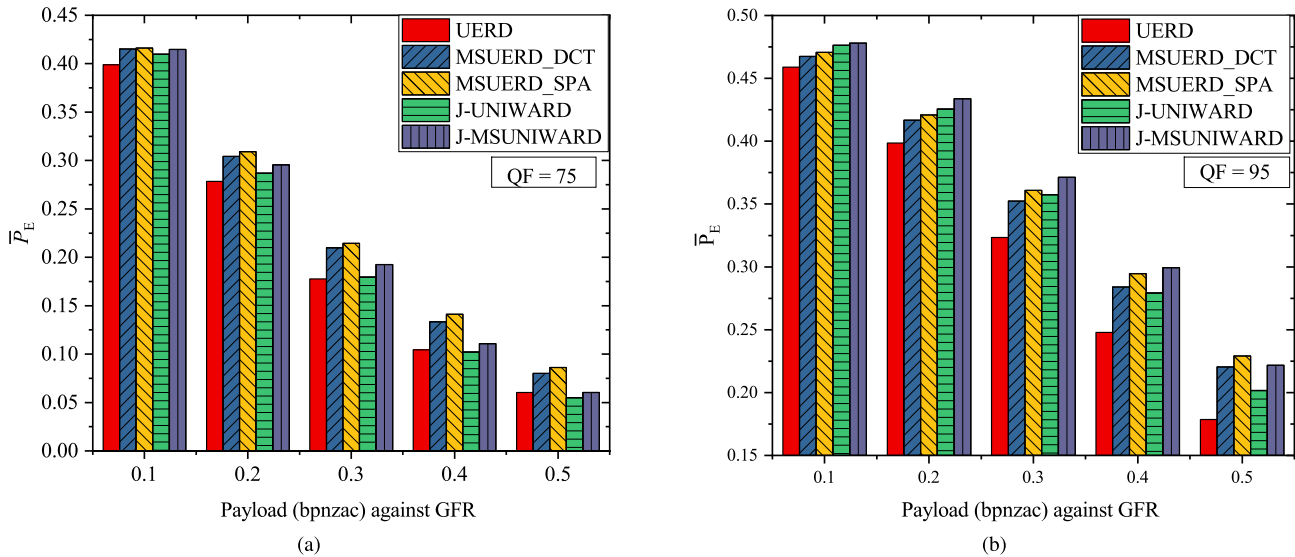 0.45
0.40
0.35
0.30
0.25
0.20
0.15
0.10
0.05
0.00
P̅E
UERD
MSUERD_DCT
MSUERD_SPA
J-UNIWARD
J-MSUNIWARD
QF = 75
0.1 0.2 0.3 0.4 0.5
Payload (bpnzac) against GFR
(a)
0.50
0.45
0.40
0.35
0.30
0.25
0.20
0.15
P̅E
UERD
MSUERD_DCT
MSUERD_SPA
J-UNIWARD
J-MSUNIWARD
QF = 95
0.1 0.2 0.3 0.4 0.5
Payload (bpnzac) against GFR
(b)